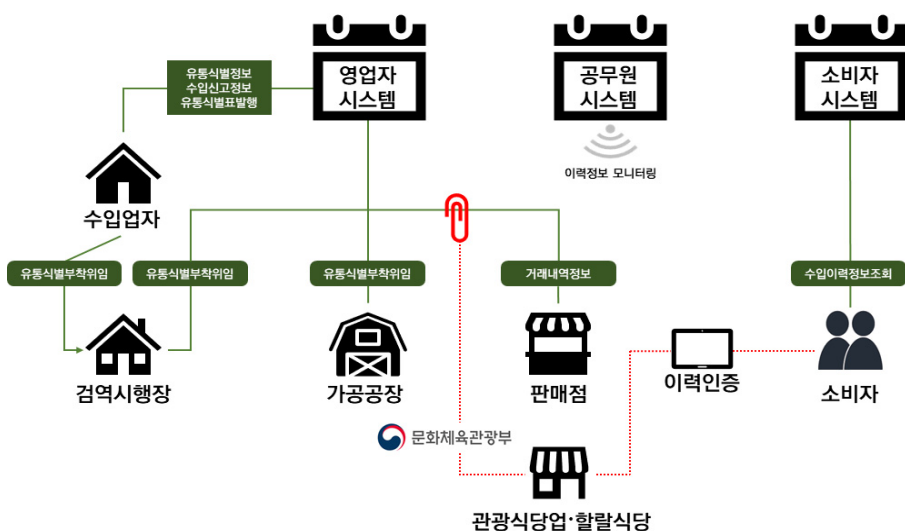 유통식별정보
수입신고정보
유통식별표발행
영업자
시스템
공무원
시스템
소비자
시스템
이력정보 모니터링
수입업자
유통식별부착위임
유통식별부착위임
유통식별부착위임
거래내역정보
수입이력정보조회
검역시행장
가공공장
판매점
이력인증
소비자
문화체육관광부
관광식당업·할랄식당